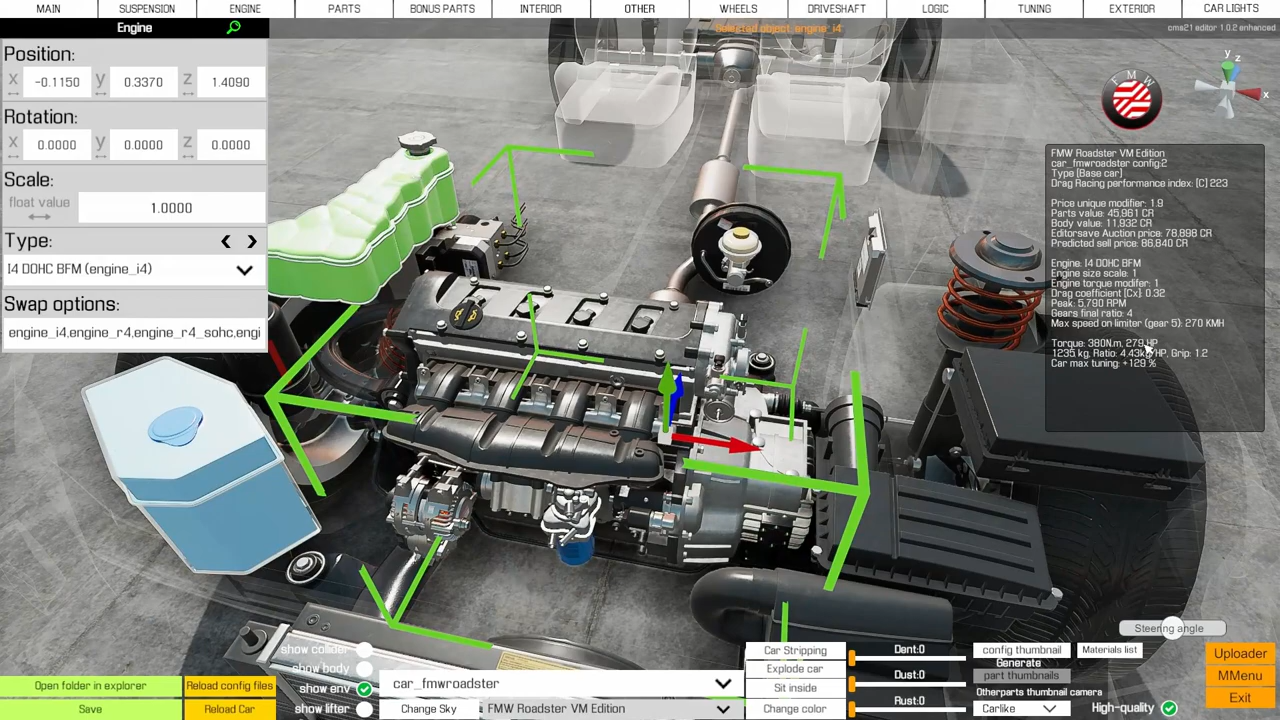 MAIN SUSPENSION ENGINE PARTS BONUS PARTS INTERIOR OTHER WHEELS DRIVESHAFT LOGIC TUNING EXTERIOR CAR LIGHTS
Engine
Selected object: engine_i4
cms21 editor 1.0.2 enhanced
Position:
x -0.1150 y 0.3370 z 1.4090
Rotation:
x 0.0000 y 0.0000 z 0.0000
Scale:
float value 1.0000
Type:
I4 DOHC BFM (engine_i4)
Swap options:
engine_i4,engine_r4,engine_r4_sohc,engi
y
z
x
F M W
FMW Roadster VM Edition
car_fmwroadster config:2
Type (Base car)
Drag Racing performance index: (C) 223
Price unique modifier: 1.9
Parts value: 45,961 CR
Body value: 11,932 CR
Editorsave Auction price: 78,898 CR
Predicted sell price: 86,840 CR
Engine: I4 DOHC BFM
Engine size scale: 1
Engine torque modifer: 1
Drag coefficient (Cx): 0.32
Peak: 5,790 RPM
Gears final ratio: 4
Max speed on limiter (gear 5): 270 KMH
Torque: 380N.m, 279 HP
1235 kg, Ratio: 4.43kg/HP, Grip: 1.2
Car max tuning: +129 %
Steering angle
show collider
show body
show env
show lifter
car_fmwroadster
Change Sky
FMW Roadster VM Edition
Car Stripping
Explode car
Sit inside
Change color
Dent:0
Dust:0
Rust:0
config thumbnail
Materials list
Generate
part thumbnails
Otherparts thumbnail camera
Carlike
High-quality
Uploader
MMenu
Exit
Open folder in explorer
Reload config files
Save
Reload Car